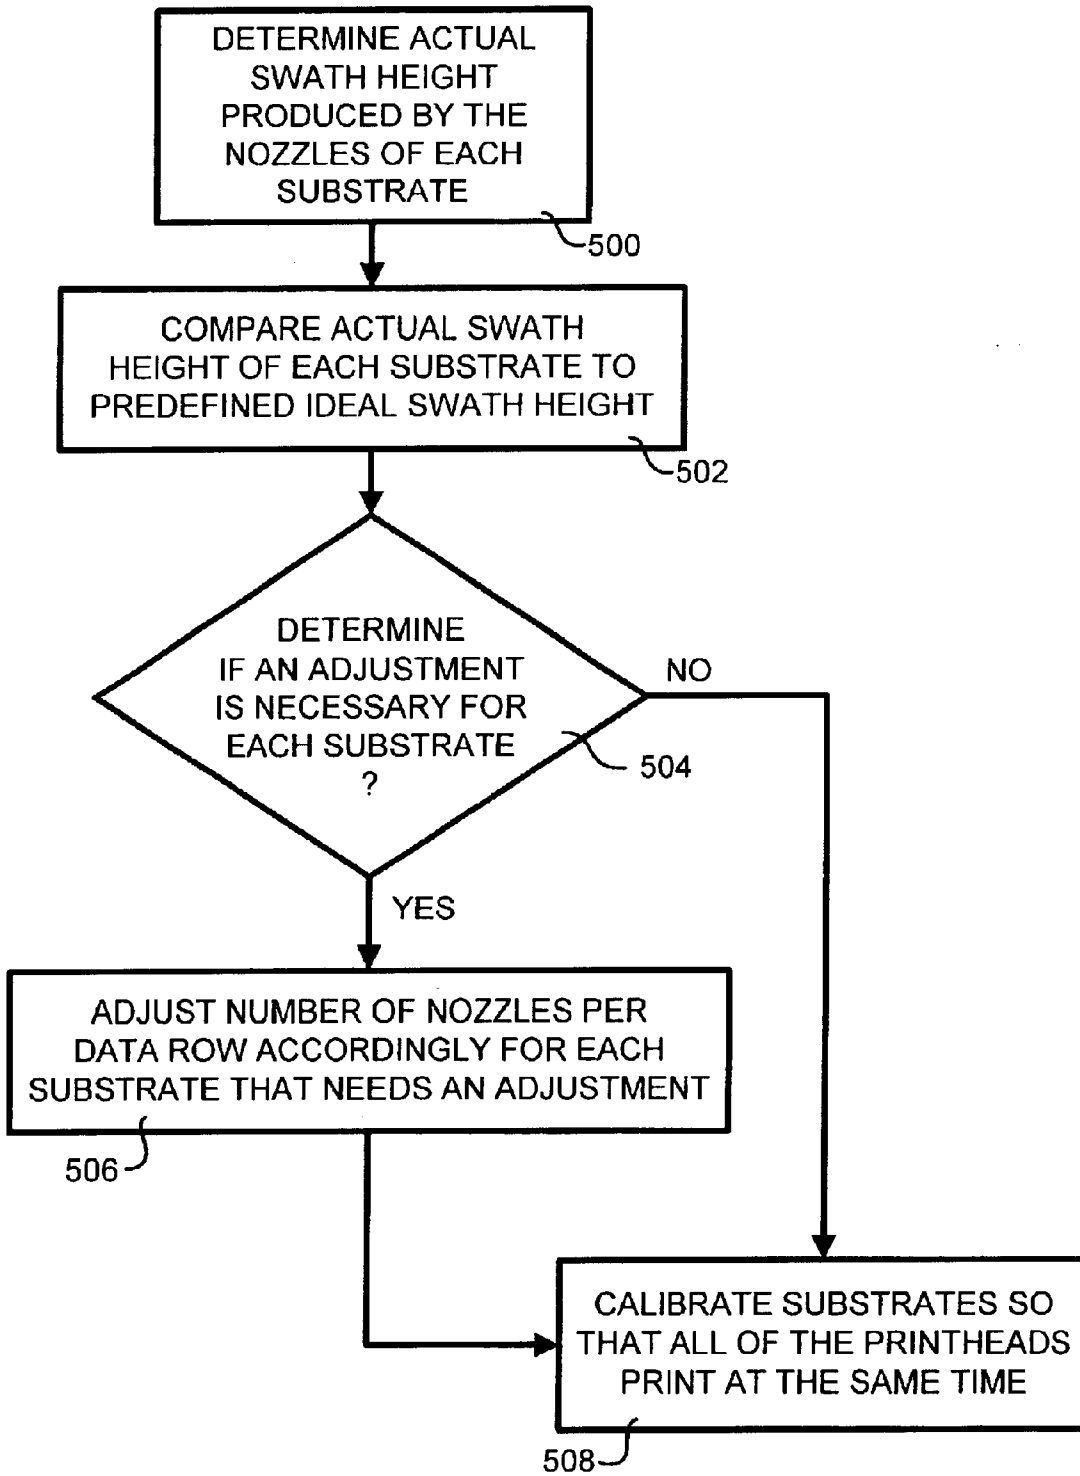 DETERMINE ACTUAL
SWATH HEIGHT
PRODUCED BY THE
NOZZLES OF EACH
SUBSTRATE
500
COMPARE ACTUAL SWATH
HEIGHT OF EACH SUBSTRATE TO
PREDEFINED IDEAL SWATH HEIGHT
502
DETERMINE
IF AN ADJUSTMENT
IS NECESSARY FOR
EACH SUBSTRATE
?
NO
504
YES
ADJUST NUMBER OF NOZZLES PER
DATA ROW ACCORDINGLY FOR EACH
SUBSTRATE THAT NEEDS AN ADJUSTMENT
506
CALIBRATE SUBSTRATES SO
THAT ALL OF THE PRINTHEADS
PRINT AT THE SAME TIME
508